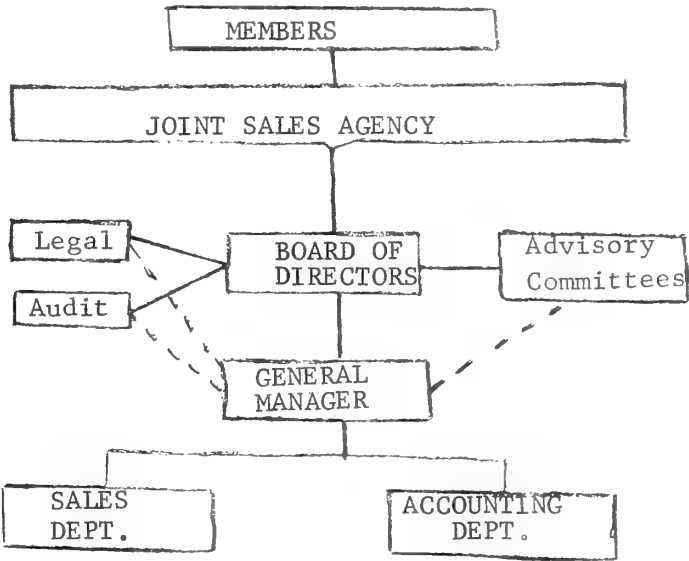 MEMBERS
JOINT SALES AGENCY
Legal
Audit
BOARD OF
DIRECTORS
Advisory
Committees
GENERAL
MANAGER
SALES
DEPT.
ACCOUNTING
DEPT.